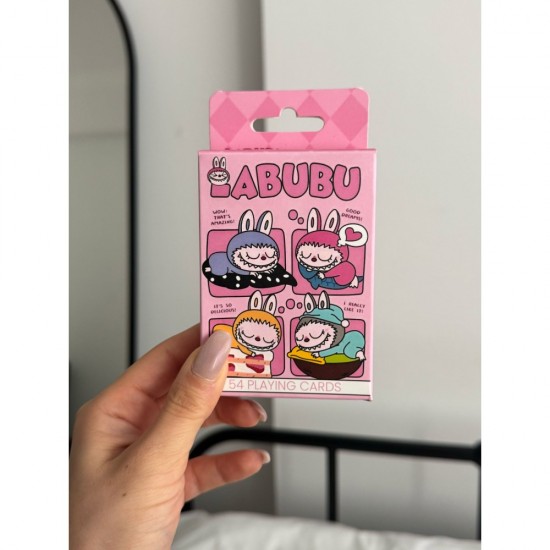 LABUBU
WOW!
THAT'S
AMAZING!
GOOD
DREAMS!
IT'S SO
DELICIOUS!
I REALLY
LIKE IT!
54 PLAYING CARDS